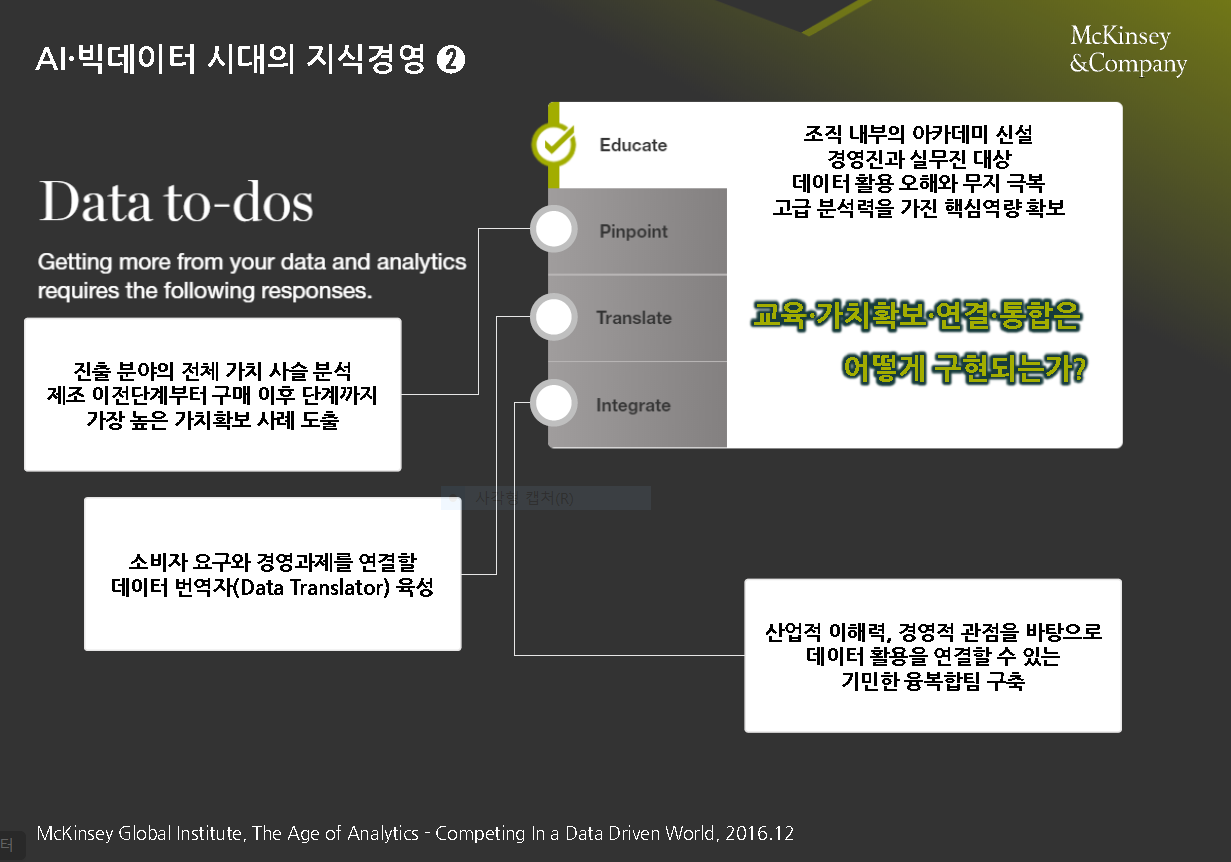 AI·빅데이터 시대의 지식경영 ❷
McKinsey
&Company
Data to-dos
Getting more from your data and analytics
requires the following responses.
Educate
조직 내부의 아카데미 신설
경영진과 실무진 대상
데이터 활용 오해와 무지 극복
고급 분석력을 가진 핵심역량 확보
Pinpoint
Translate
Integrate
교육·가치확보·연결·통합은
어떻게 구현되는가?
진출 분야의 전체 가치 사슬 분석
제조 이전단계부터 구매 이후 단계까지
가장 높은 가치확보 사례 도출
사각형 캡처(R)
소비자 요구와 경영과제를 연결할
데이터 번역자(Data Translator) 육성
산업적 이해력, 경영적 관점을 바탕으로
데이터 활용을 연결할 수 있는
기민한 융복합팀 구축
McKinsey Global Institute, The Age of Analytics - Competing In a Data Driven World, 2016.12
터